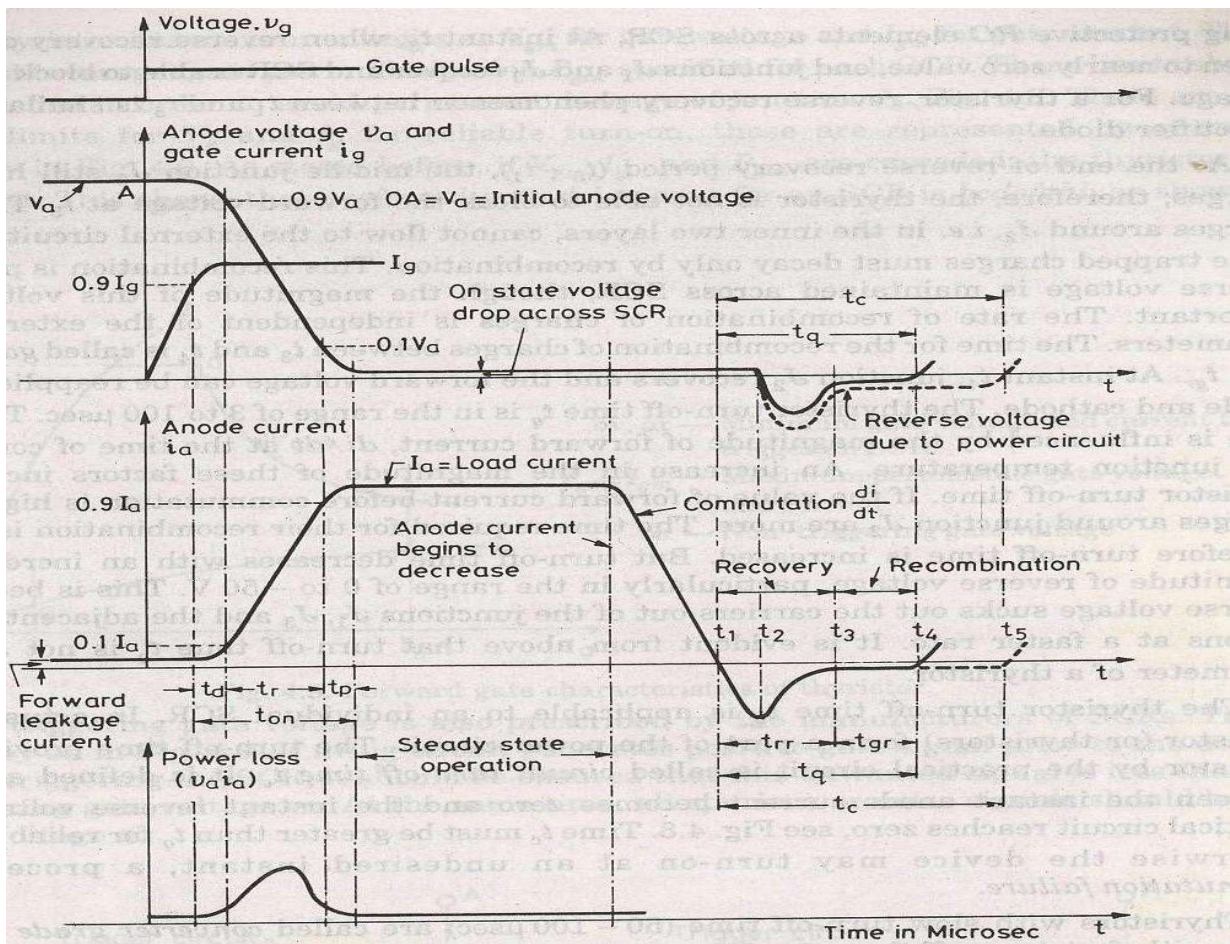 Voltage, vg
Gate pulse
t
Anode voltage va and
gate current ig
Va
A
0.9Va OA = Va = Initial anode voltage
Ig
0.9 Ig
On state voltage
drop across SCR
0.1Va
tc
tq
t
Reverse voltage
due to power circuit
Anode current
ia
Ia = Load current
0.9 Ia
Commutation di/dt
Anode current
begins to
decrease
Recovery
Recombination
0.1 Ia
t1 t2 t3 t4 t5
t
Forward
leakage
current
td tr tp
ton
trr tgr
tq
tc
Power loss
(va ia)
Steady state
operation
Time in Microsec
t